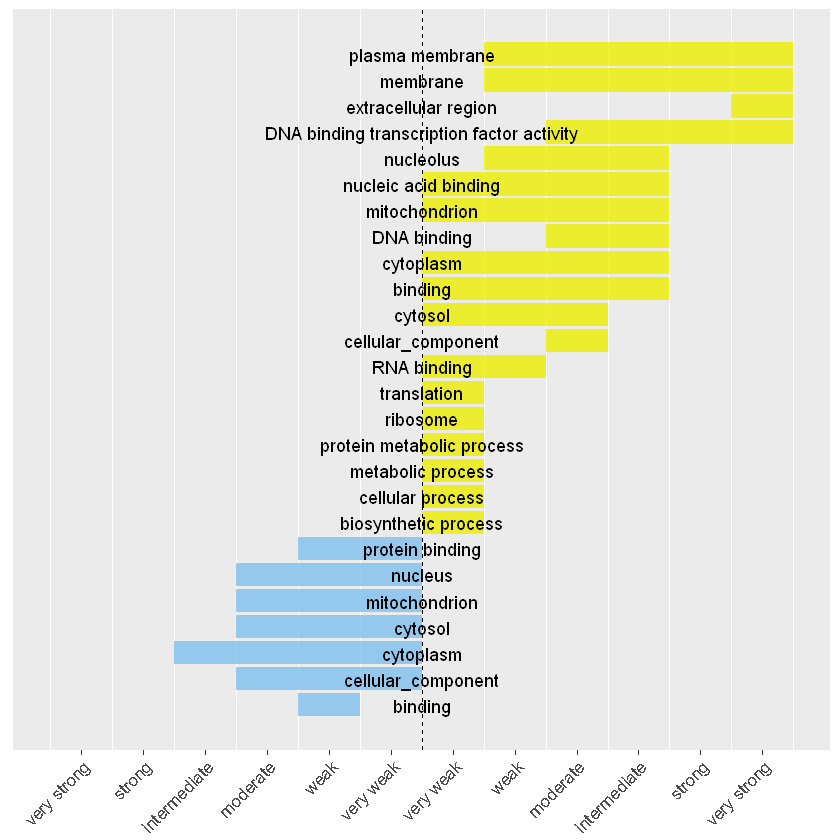 plasma membrane
membrane
extracellular region
DNA binding transcription factor activity
nucleolus
nucleic acid binding
mitochondrion
DNA binding
cytoplasm
binding
cytosol
cellular_component
RNA binding
translation
ribosome
protein metabolic process
metabolic process
cellular process
biosynthetic process
protein binding
nucleus
mitochondrion
cytosol
cytoplasm
cellular_component
binding
very strong
strong
Intermediate
moderate
weak
very weak
very weak
weak
moderate
Intermediate
strong
very strong